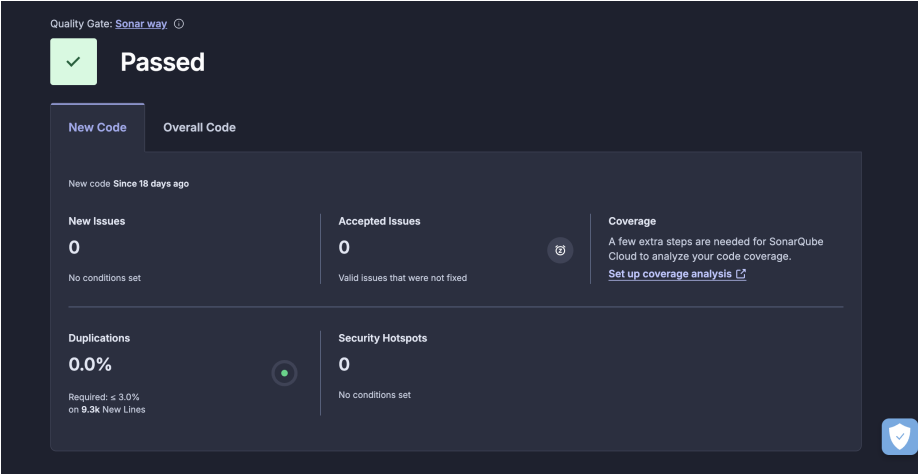 Quality Gate: Sonar way
Passed
New Code
Overall Code
New code Since 18 days ago
New Issues
0
No conditions set
Accepted Issues
0
Valid issues that were not fixed
Coverage
A few extra steps are needed for SonarQube
Cloud to analyze your code coverage.
Set up coverage analysis
Duplications
0.0%
Required: ≤ 3.0%
on 9.3k New Lines
Security Hotspots
0
No conditions set